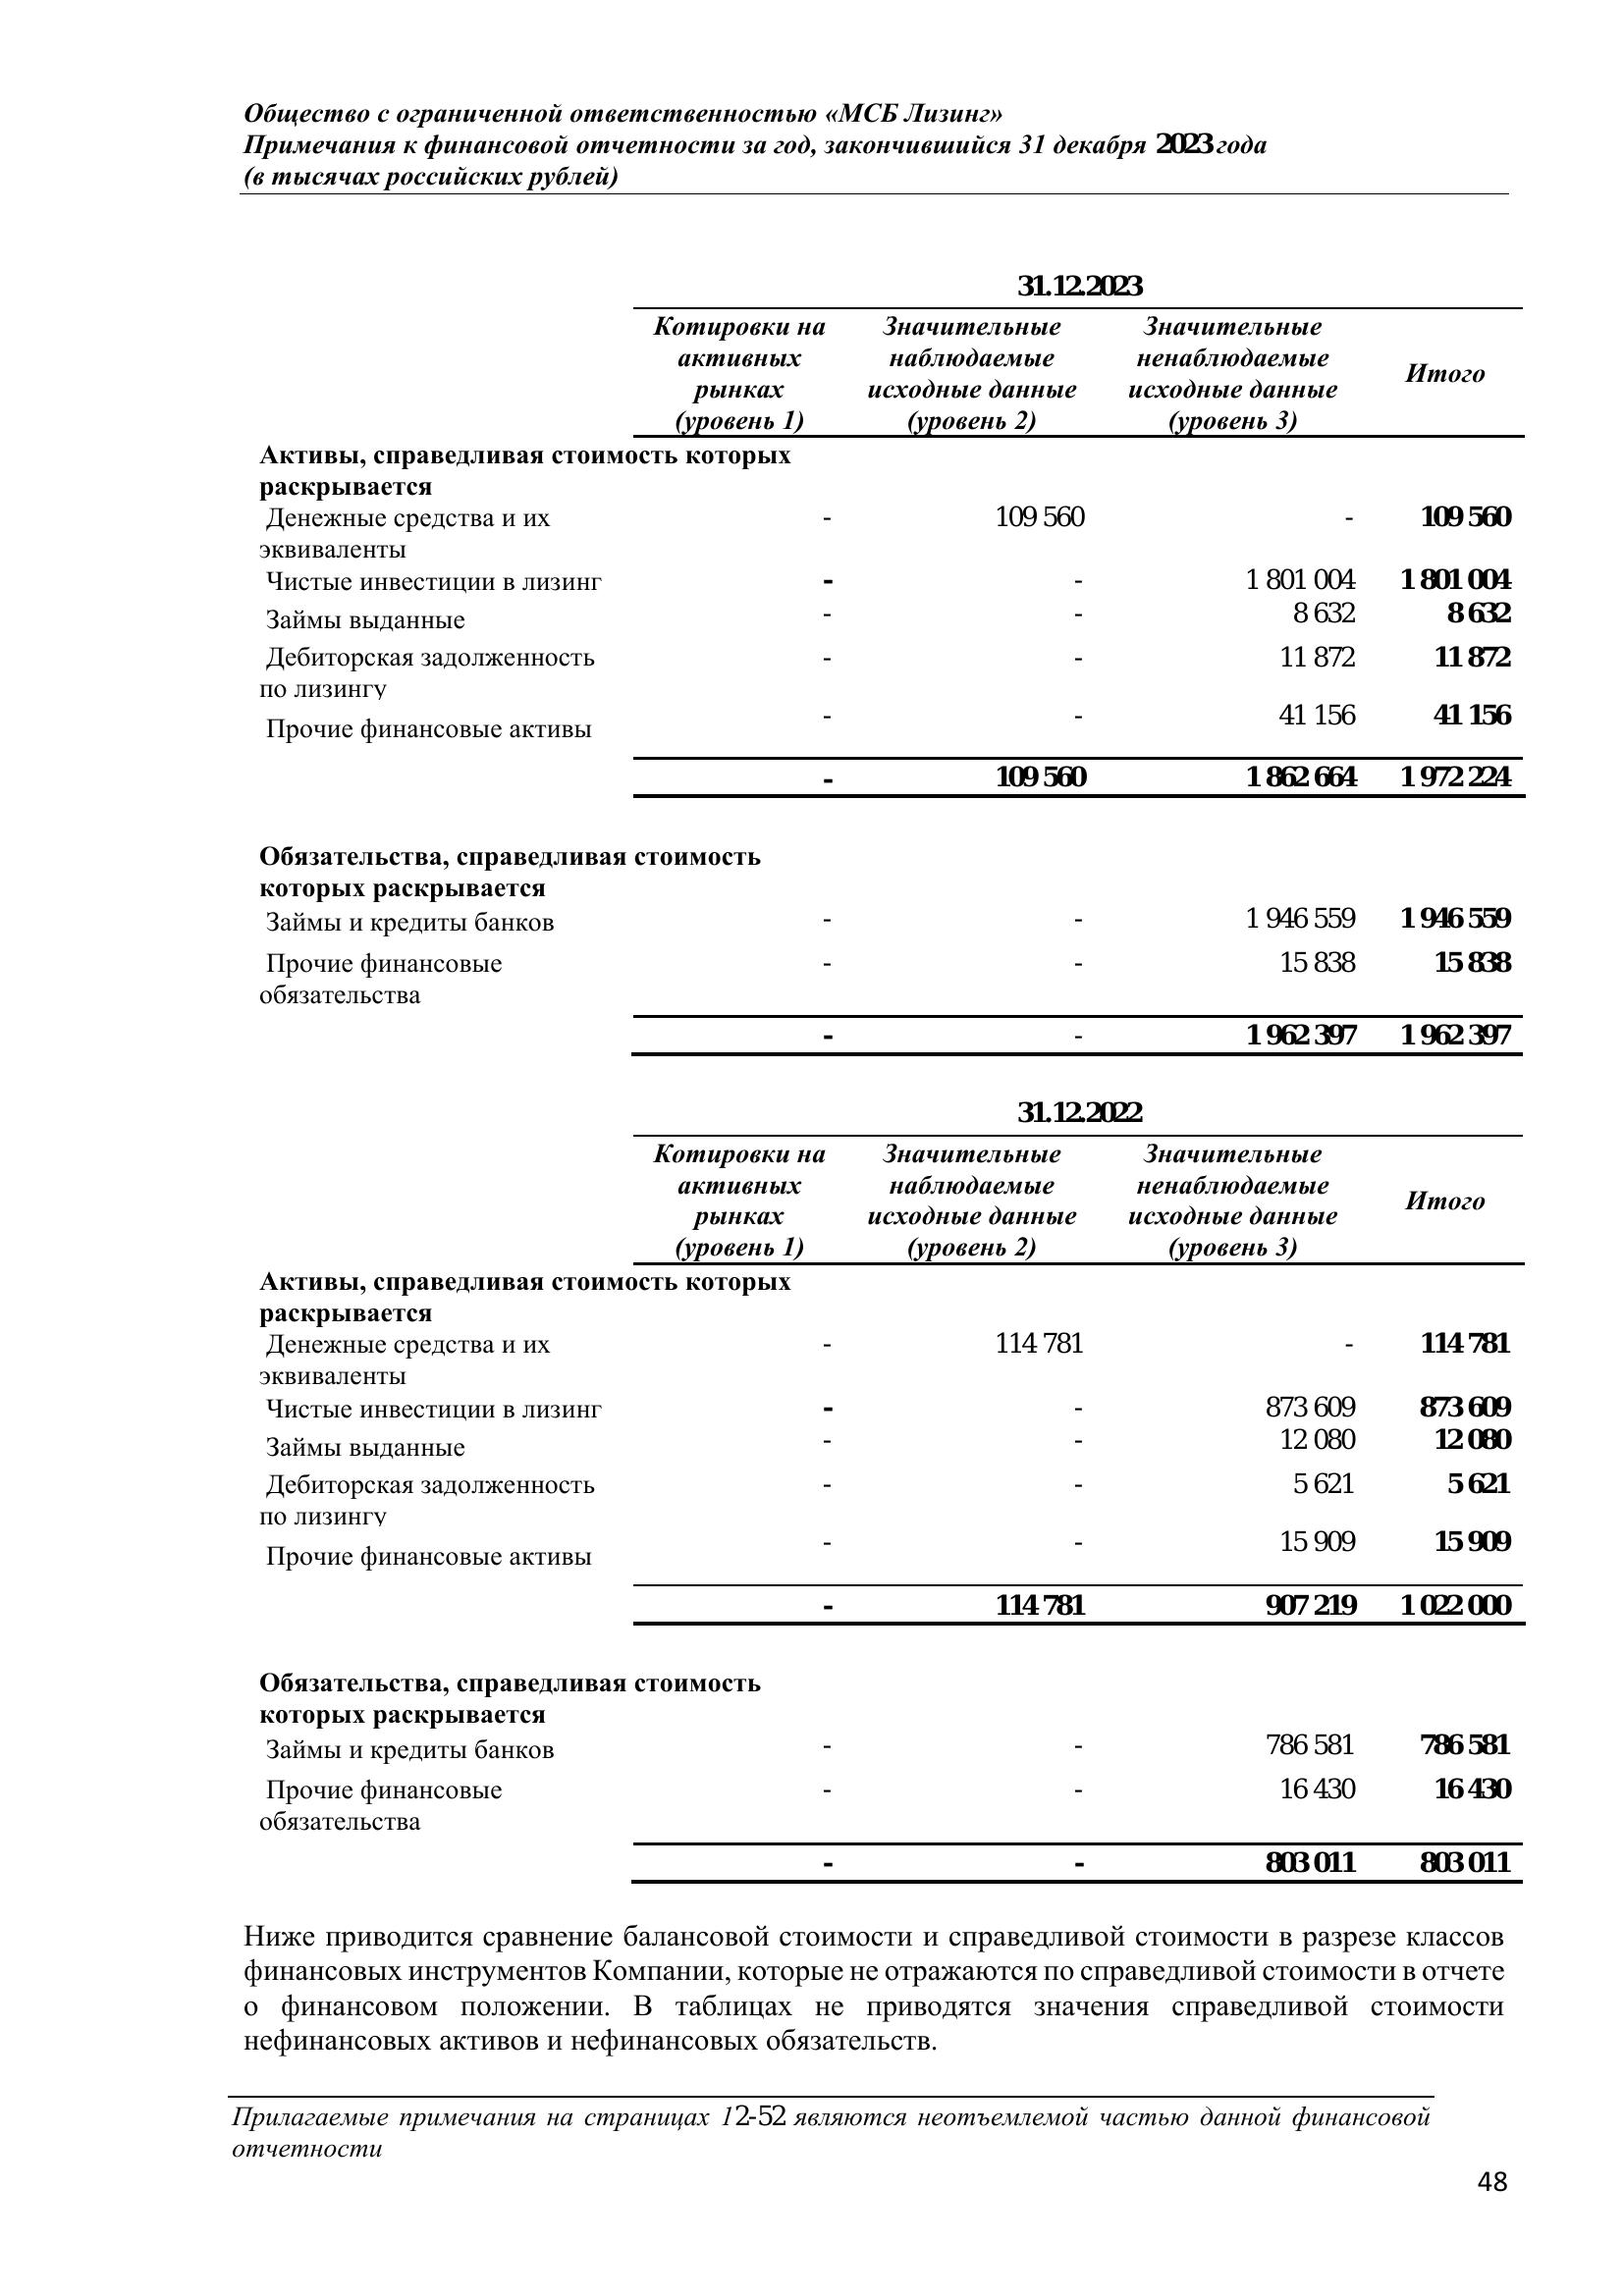 Общество с ограниченной ответственностью «МСБ Лизинг»
Примечания к финансовой отчетности за год, закончившийся 31 декабря 2023 года
(в тысячах российских рублей)
31.12.2023
Котировки на активных рынках (уровень 1) Значительные наблюдаемые исходные данные (уровень 2) Значительные ненаблюдаемые исходные данные (уровень 3) Итого
Активы, справедливая стоимость которых
раскрывается
Денежные средства и их - 109 560 - 109 560
эквиваленты
Чистые инвестиции в лизинг - - 1 801 004 1 801 004
Займы выданные - - 8 632 8 632
Дебиторская задолженность - - 11 872 11 872
по лизингу
Прочие финансовые активы - - 41 156 41 156
- 109 560 1 862 664 1 972 224
Обязательства, справедливая стоимость
которых раскрывается
Займы и кредиты банков - - 1 946 559 1 946 559
Прочие финансовые - - 15 838 15 838
обязательства
- - 1 962 397 1 962 397
31.12.2022
Котировки на активных рынках (уровень 1) Значительные наблюдаемые исходные данные (уровень 2) Значительные ненаблюдаемые исходные данные (уровень 3) Итого
Активы, справедливая стоимость которых
раскрывается
Денежные средства и их - 114 781 - 114 781
эквиваленты
Чистые инвестиции в лизинг - - 873 609 873 609
Займы выданные - - 12 080 12 080
Дебиторская задолженность - - 5 621 5 621
по лизингу
Прочие финансовые активы - - 15 909 15 909
- 114 781 907 219 1 022 000
Обязательства, справедливая стоимость
которых раскрывается
Займы и кредиты банков - - 786 581 786 581
Прочие финансовые - - 16 430 16 430
обязательства
- - 803 011 803 011
Ниже приводится сравнение балансовой стоимости и справедливой стоимости в разрезе классов
финансовых инструментов Компании, которые не отражаются по справедливой стоимости в отчете
о финансовом положении. В таблицах не приводятся значения справедливой стоимости
нефинансовых активов и нефинансовых обязательств.
Прилагаемые примечания на страницах 12-52 являются неотъемлемой частью данной финансовой
отчетности
48